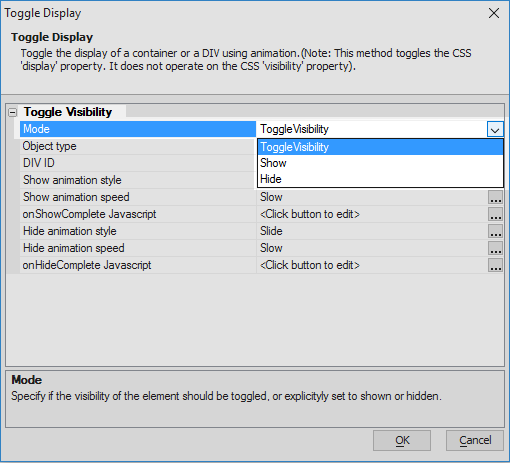 Toggle Display
Toggle Display
Toggle the display of a container or a DIV using animation.(Note: This method toggles the CSS
'display' property. It does not operate on the CSS 'visibility' property).
Toggle Visibility
Mode ToggleVisibility
Object type ToggleVisibility
DIV ID Show
Show animation style Hide
Show animation speed Slow ...
onShowComplete Javascript <Click button to edit> ...
Hide animation style Slide
Hide animation speed Slow ...
onHideComplete Javascript <Click button to edit> ...
Mode
Specify if the visibility of the element should be toggled, or explicitly set to shown or hidden.
OK Cancel